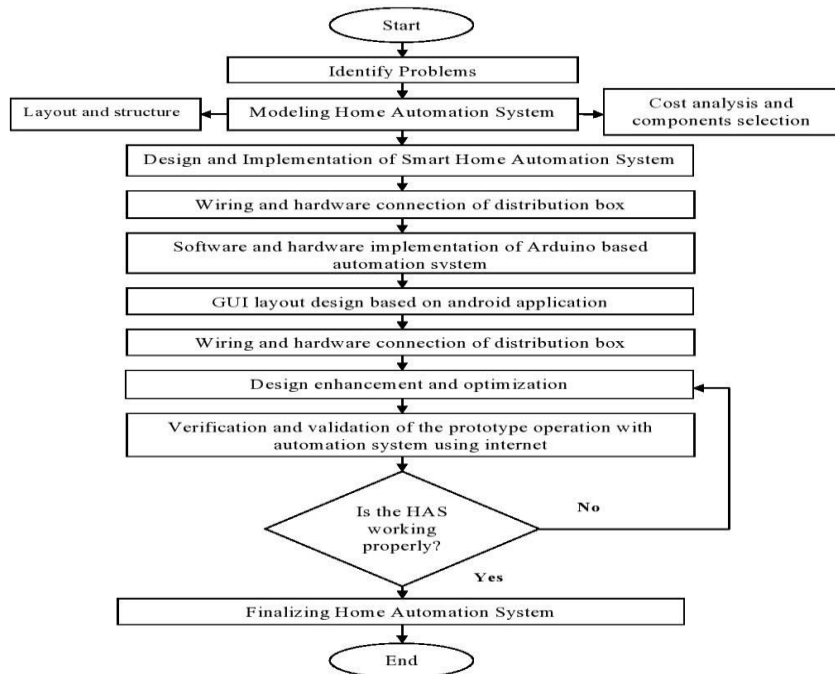 Start
Identify Problems
Layout and structure
Modeling Home Automation System
Cost analysis and
components selection
Design and Implementation of Smart Home Automation System
Wiring and hardware connection of distribution box
Software and hardware implementation of Arduino based
automation system
GUI layout design based on android application
Wiring and hardware connection of distribution box
Design enhancement and optimization
Verification and validation of the prototype operation with
automation system using internet
Is the HAS
working
properly?
No
Yes
Finalizing Home Automation System
End